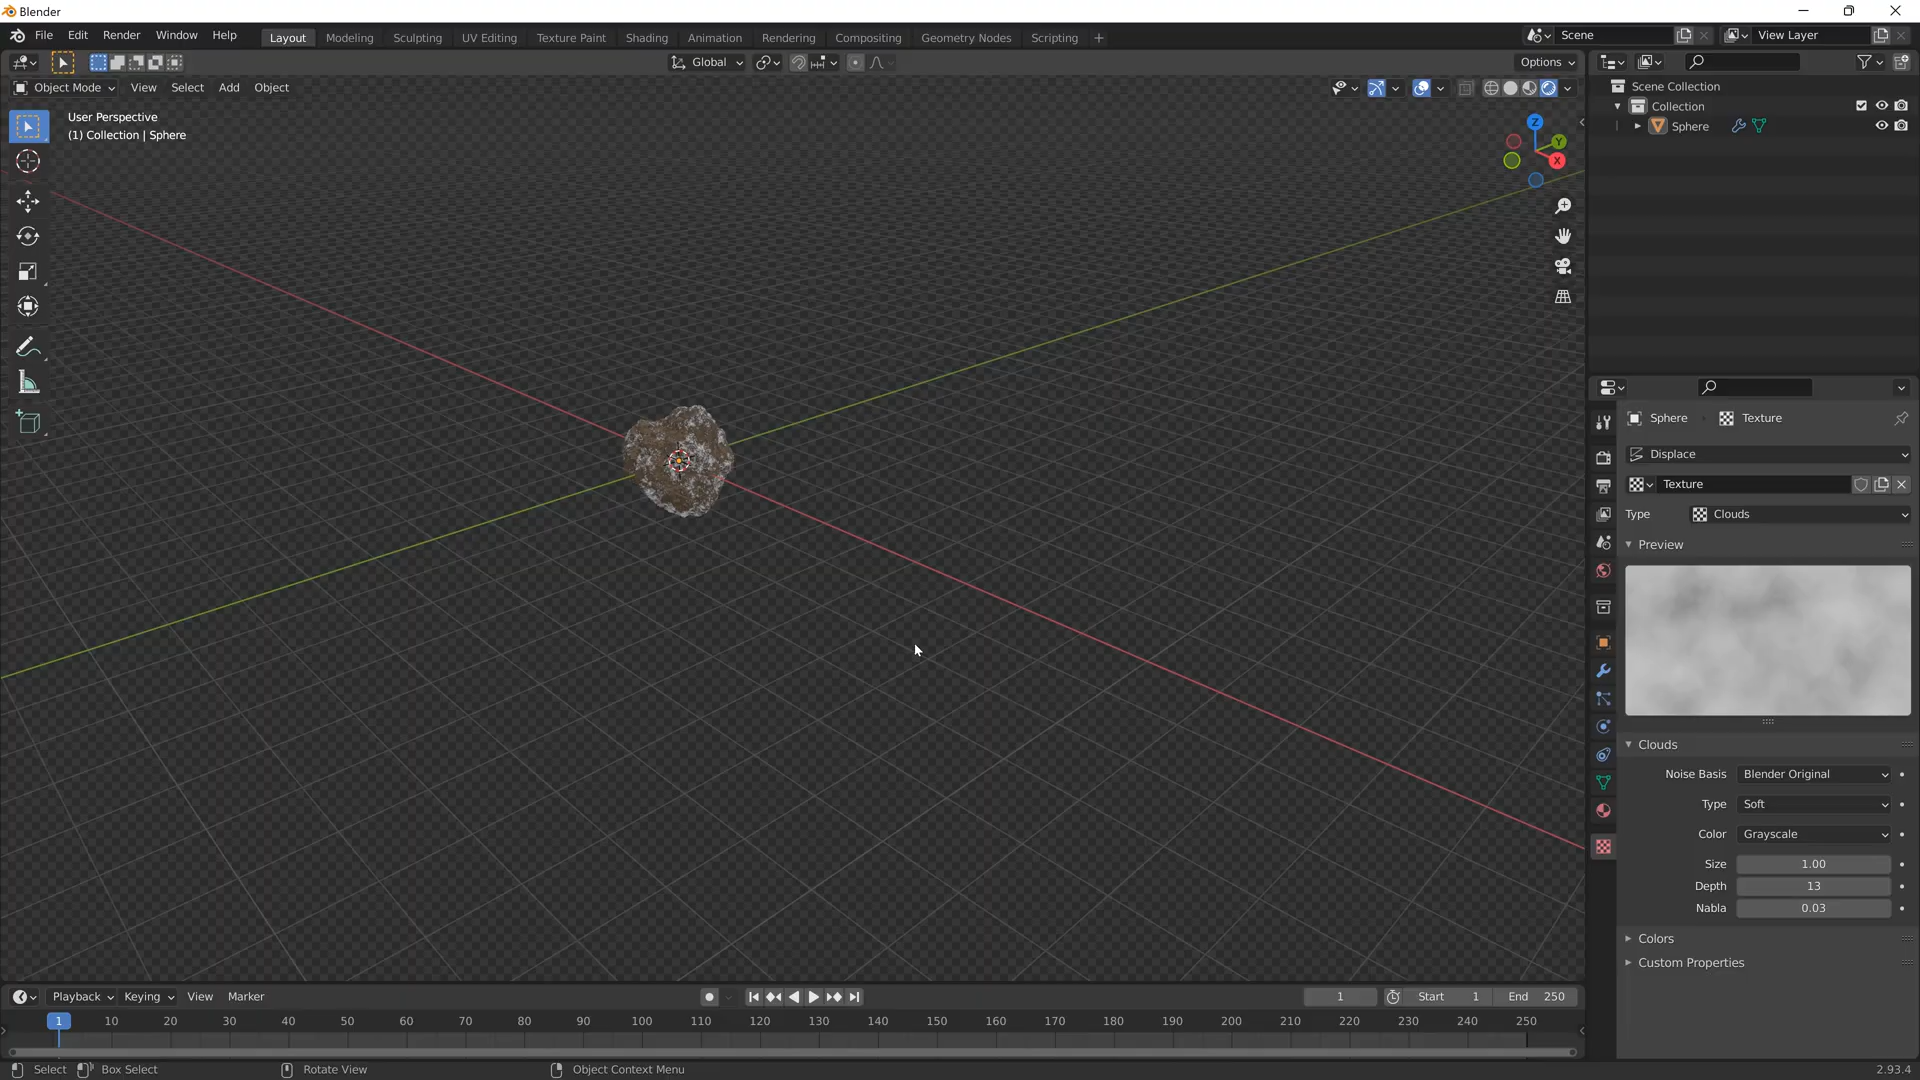 Blender
File Edit Render Window Help Layout Modeling Sculpting UV Editing Texture Paint Shading Animation Rendering Compositing Geometry Nodes Scripting + Scene View Layer
Global Options
Object Mode View Select Add Object
User Perspective
(1) Collection | Sphere
Z
Y
X
Scene Collection
Collection
Sphere
Sphere Texture
Displace
Texture
Type Clouds
Preview
Clouds
Noise Basis Blender Original
Type Soft
Color Grayscale
Size 1.00
Depth 13
Nabla 0.03
Colors
Custom Properties
Playback Keying View Marker 1 Start 1 End 250
1 10 20 30 40 50 60 70 80 90 100 110 120 130 140 150 160 170 180 190 200 210 220 230 240 250
Select Box Select Rotate View Object Context Menu 2.93.4